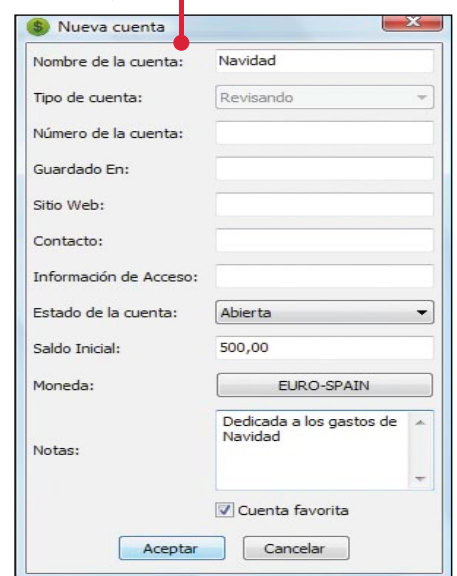 Nueva cuenta
Nombre de la cuenta: Navidad
Tipo de cuenta: Revisando
Número de la cuenta:
Guardado En:
Sitio Web:
Contacto:
Información de Acceso:
Estado de la cuenta: Abierta
Saldo Inicial: 500,00
Moneda: EURO-SPAIN
Notas: Dedicada a los gastos de
Navidad
Cuenta favorita
Aceptar Cancelar